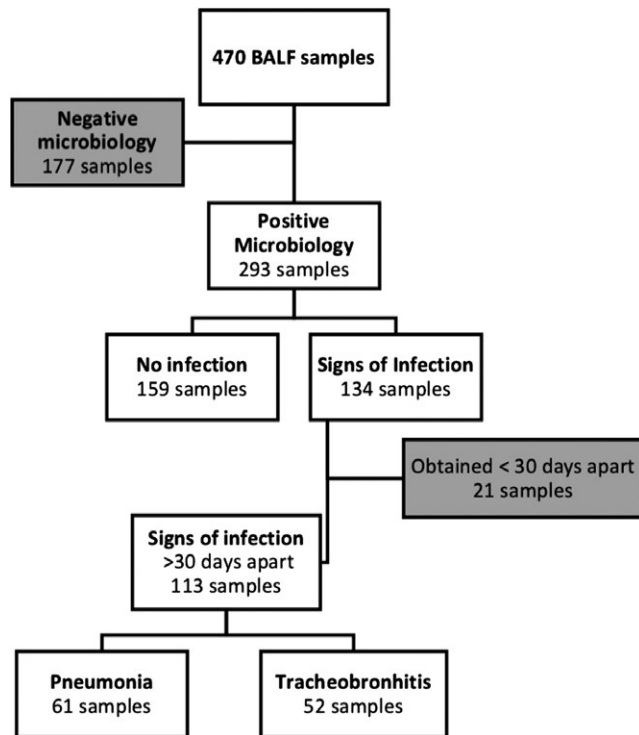 470 BALF samples
Negative
microbiology
177 samples
Positive
Microbiology
293 samples
No infection
159 samples
Signs of Infection
134 samples
Obtained < 30 days apart
21 samples
Signs of infection
>30 days apart
113 samples
Pneumonia
61 samples
Tracheobronhitis
52 samples